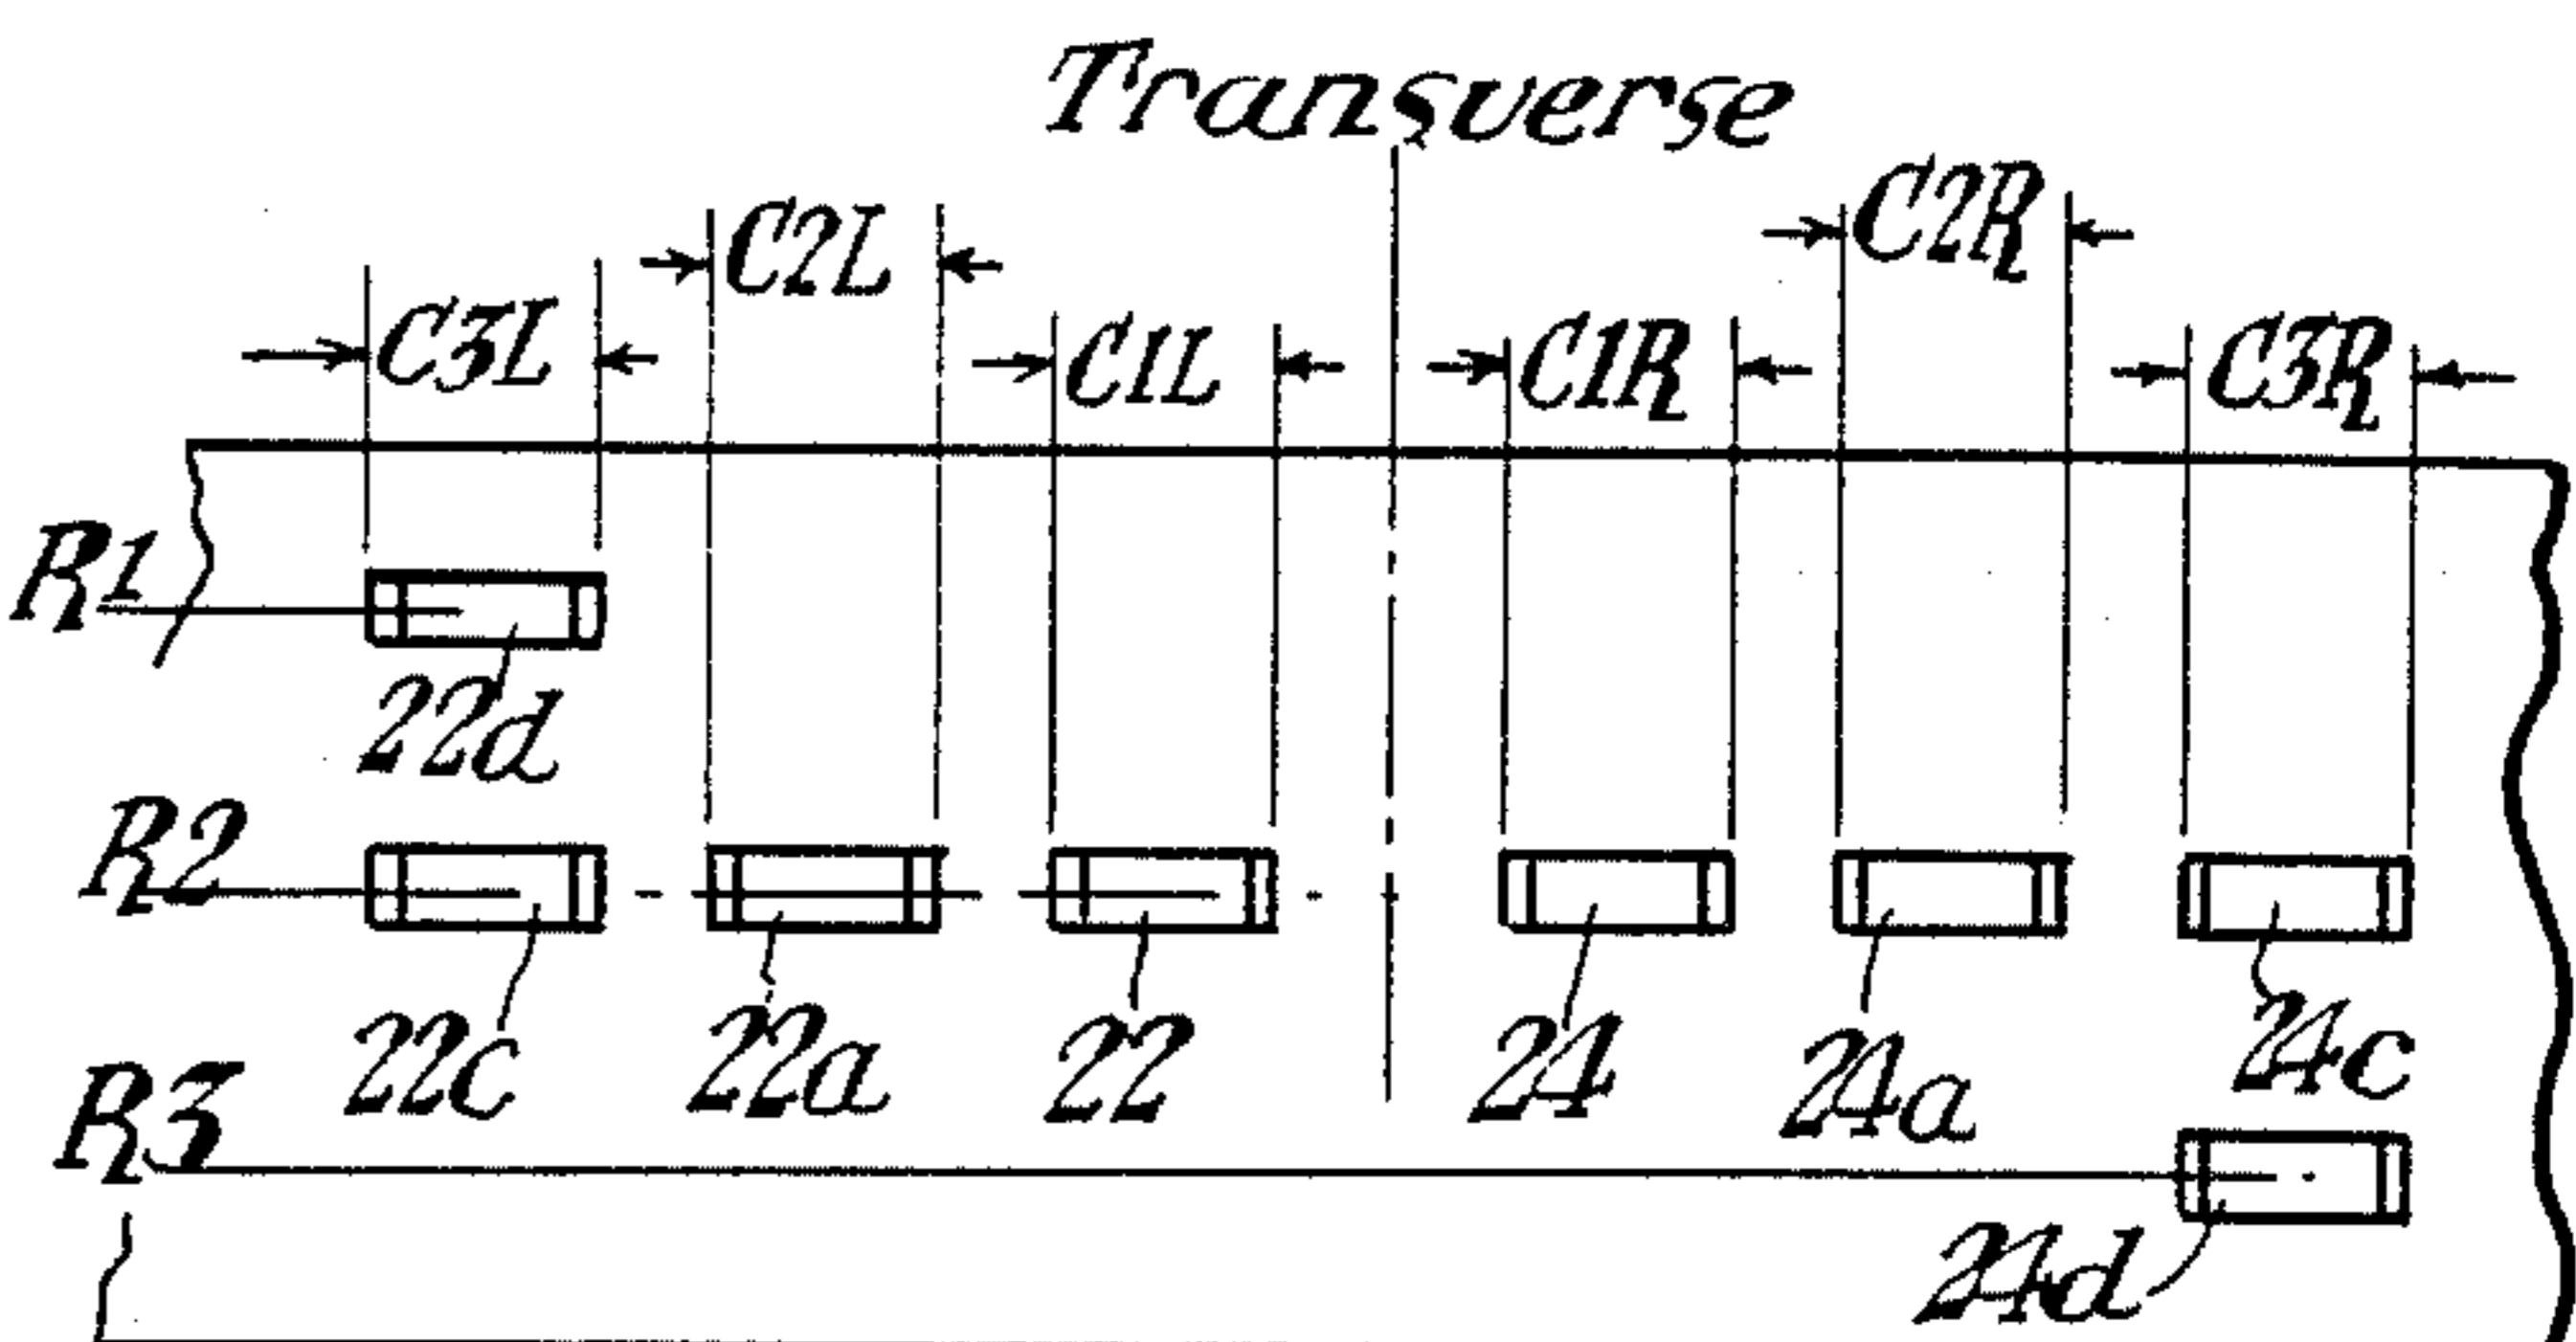 Transverse
C3L C2L C1L C1R C2R C3R
R1
22d
R2
22c 22a 22 24 24a 24c
R3
24d